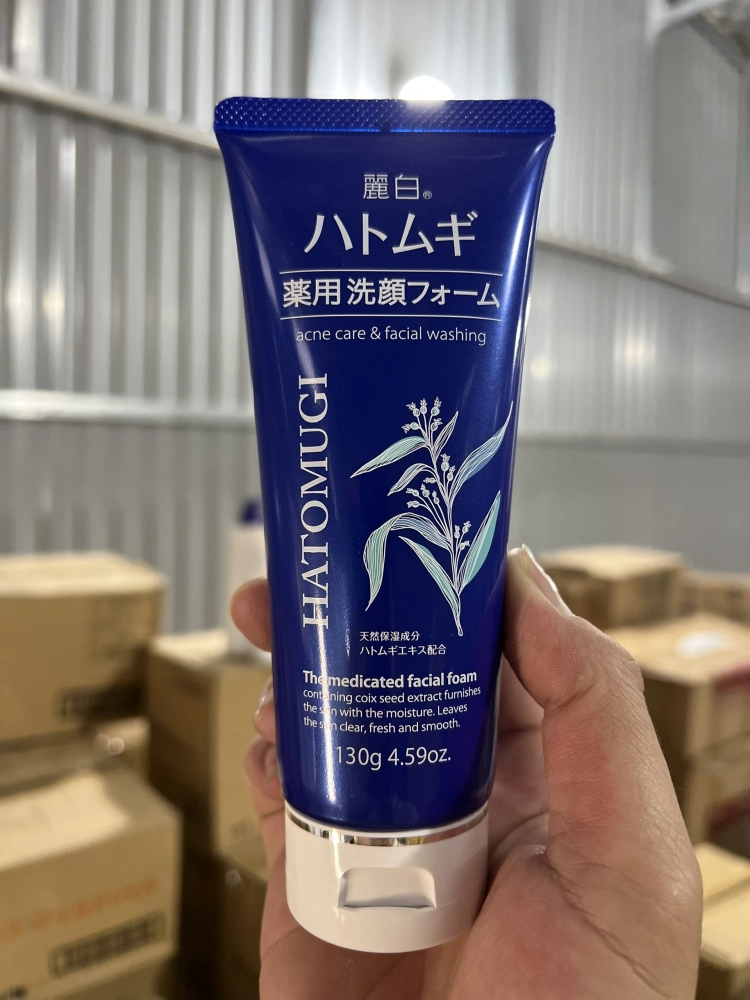 麗白®
ハトムギ
薬用 洗顔フォーム
acne care & facial washing
HATOMUGI
天然保湿成分
ハトムギエキス配合
The medicated facial foam
containing coix seed extract furnishes
the skin with the moisture. Leaves
the skin clear, fresh and smooth.
130g 4.59oz.